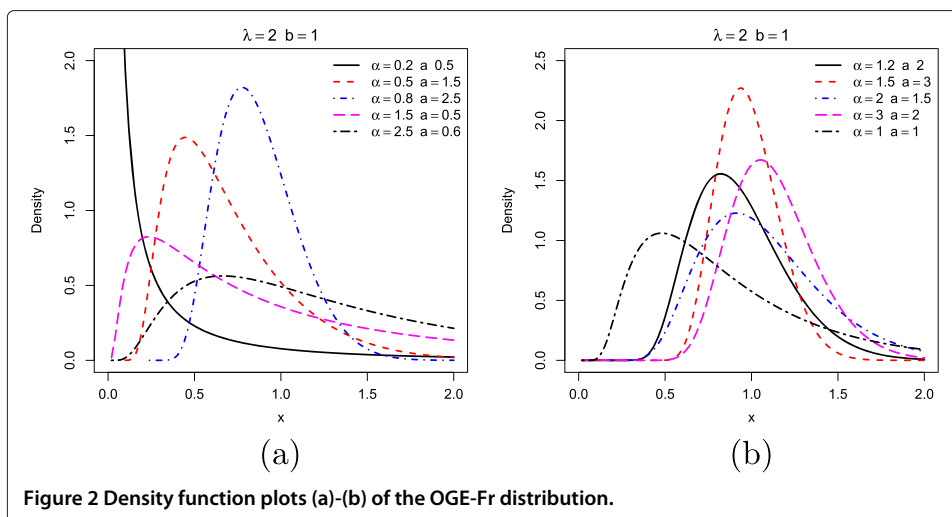 λ = 2 b = 1
α = 0.2 a 0.5
α = 0.5 a = 1.5
α = 0.8 a = 2.5
α = 1.5 a = 0.5
α = 2.5 a = 0.6
Density
0.0 0.5 1.0 1.5 2.0
0.0 0.5 1.0 1.5 2.0
x
(a)
λ = 2 b = 1
α = 1.2 a 2
α = 1.5 a = 3
α = 2 a = 1.5
α = 3 a = 2
α = 1 a = 1
Density
0.0 0.5 1.0 1.5 2.0 2.5
0.0 0.5 1.0 1.5 2.0
x
(b)
Figure 2 Density function plots (a)-(b) of the OGE-Fr distribution.